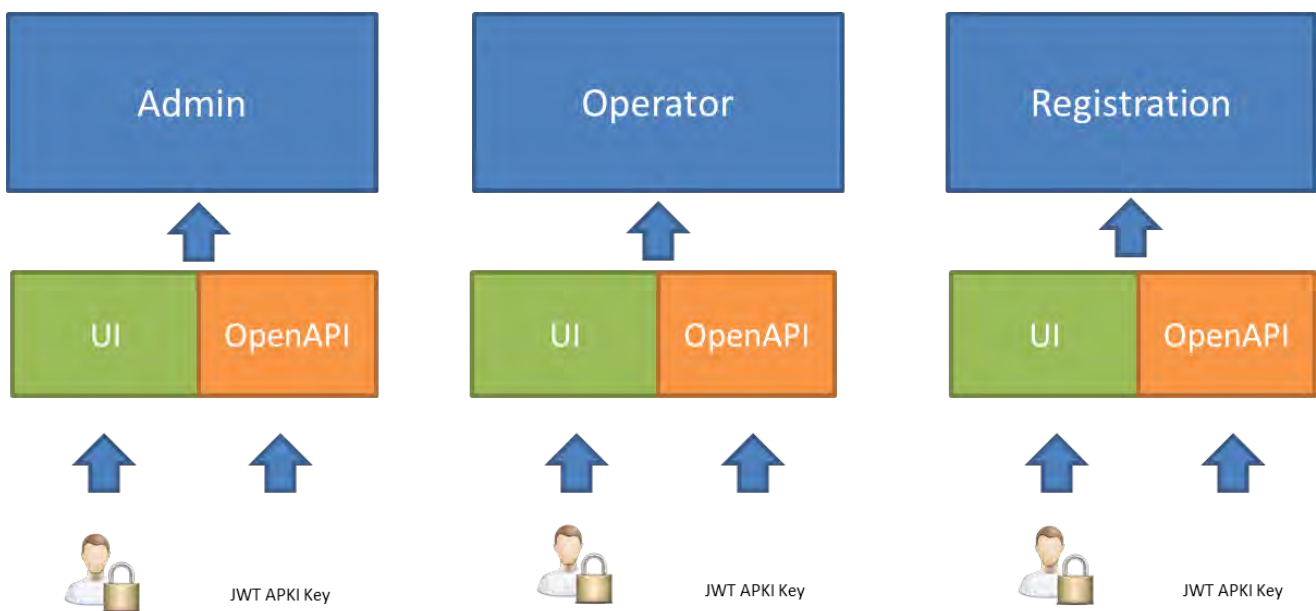 Admin
Operator
Registration
UI
OpenAPI
UI
OpenAPI
UI
OpenAPI
JWT APKI Key
JWT APKI Key
JWT APKI Key